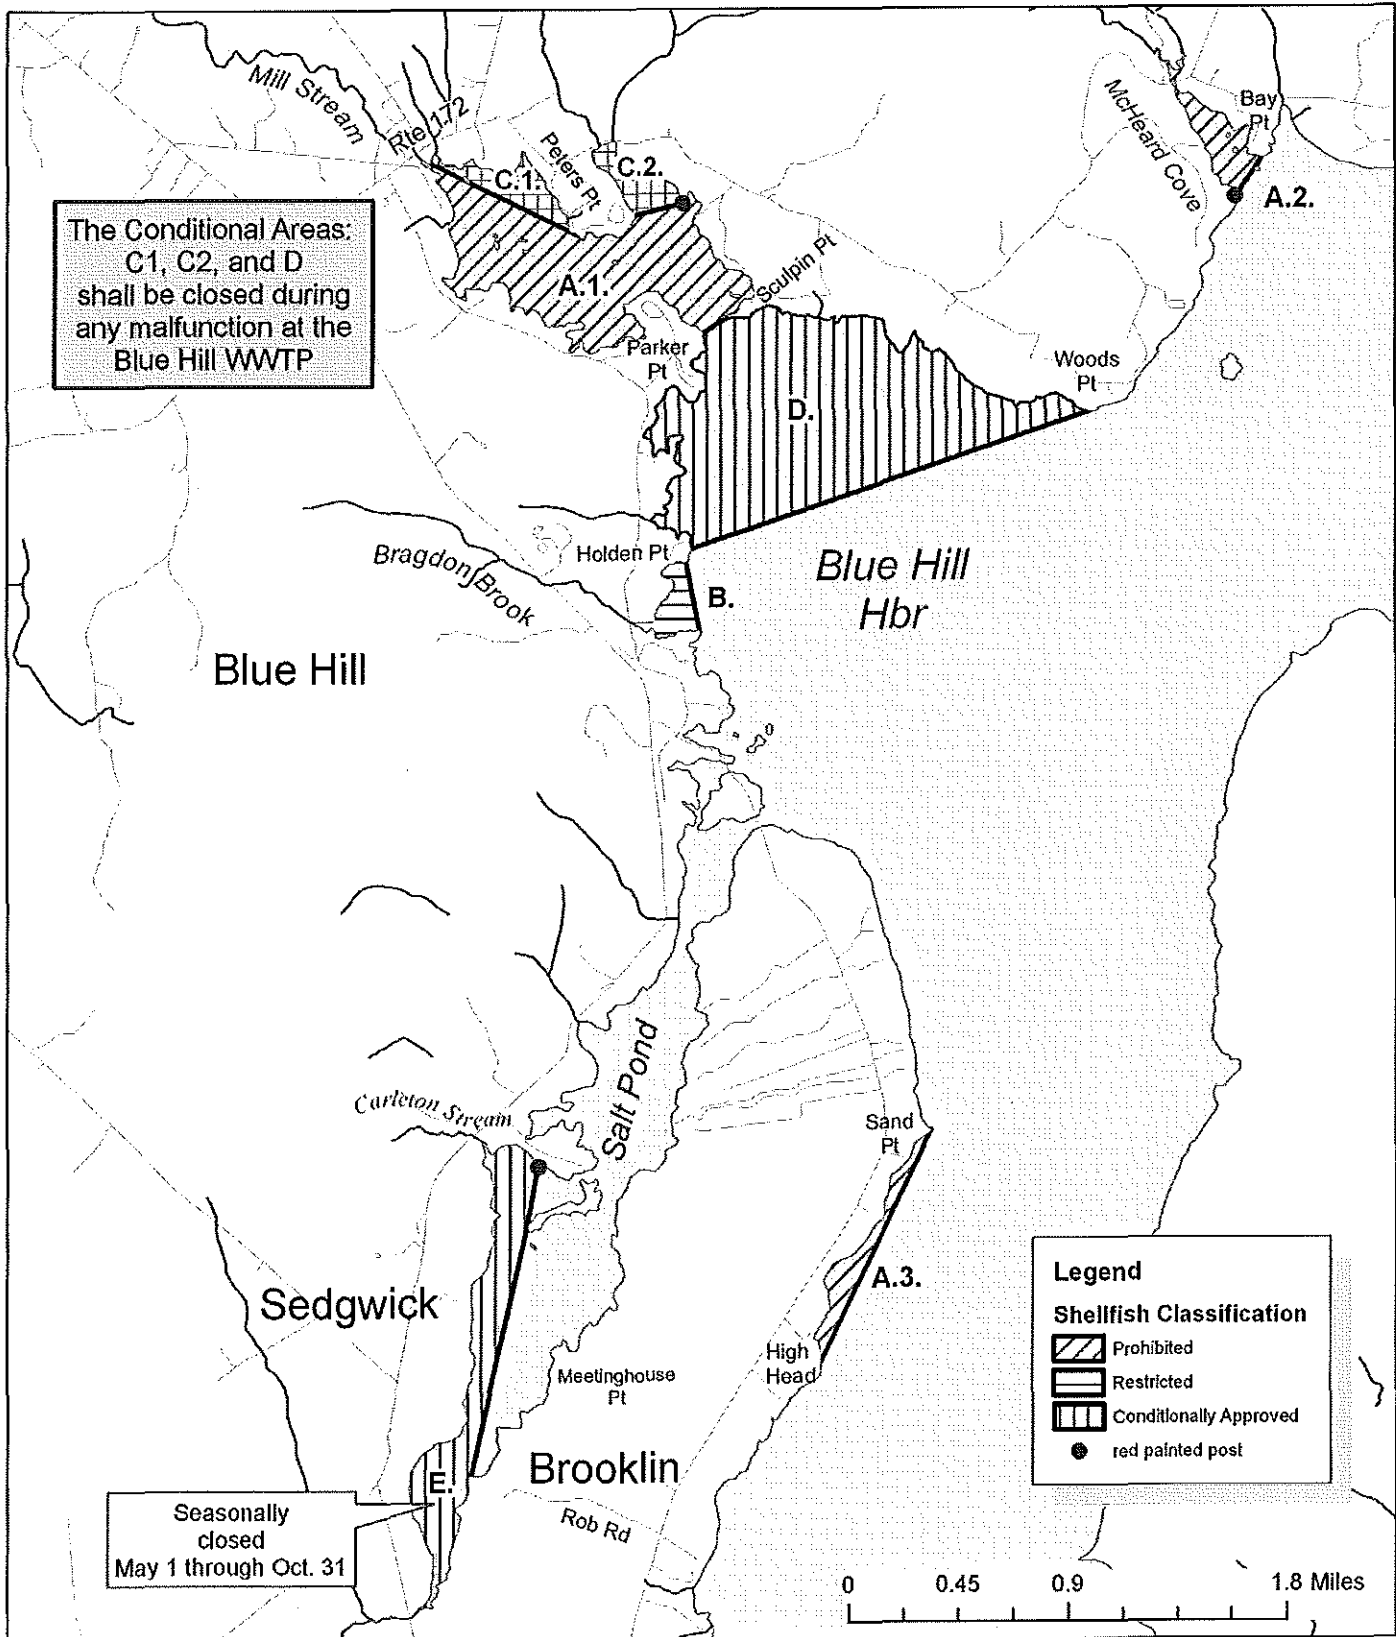 Mill Stream
Rte 172
C.1.
Peters Pt
C.2.
McHeard Cove
Bay
Pt
A.2.
The Conditional Areas:
C1, C2, and D
shall be closed during
any malfunction at the
Blue Hill WWTP
A.1.
Sculpin Pt
Parker
Pt
Woods
Pt
D.
Holden Pt
Bragdon Brook
B.
Blue Hill
Hbr
Blue Hill
Salt Pond
Carleton Stream
Sand
Pt
A.3.
Sedgwick
High
Head
Meetinghouse
Pt
Brooklin
E.
Rob Rd
Seasonally
closed
May 1 through Oct. 31
Legend
Shellfish Classification
Prohibited
Restricted
Conditionally Approved
red painted post
0 0.45 0.9 1.8 Miles